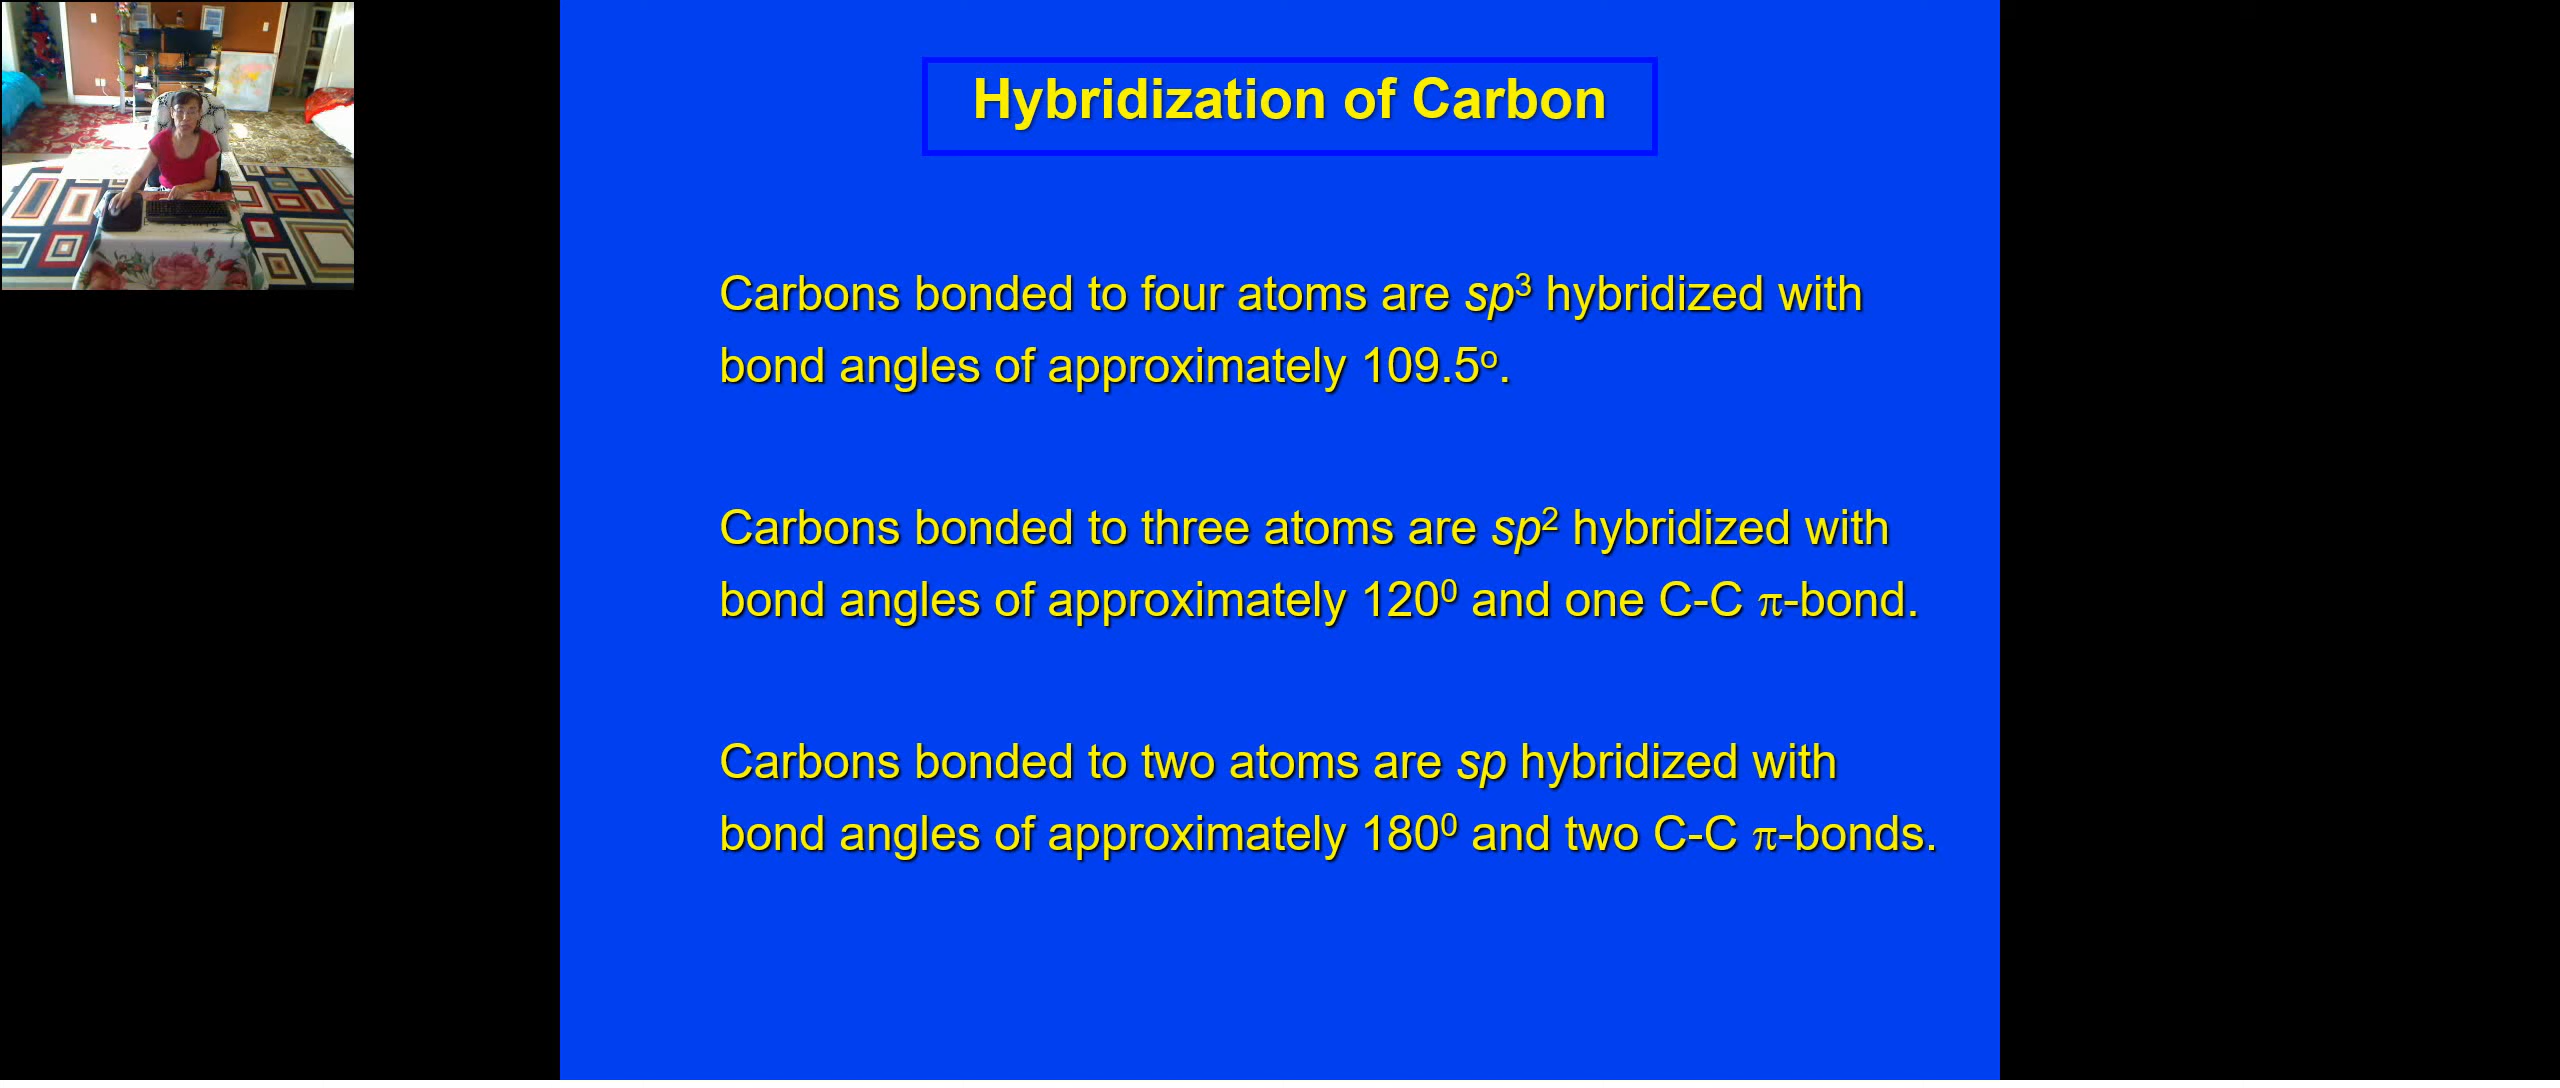 Hybridization of Carbon
Carbons bonded to four atoms are sp³ hybridized with
bond angles of approximately 109.5º.
Carbons bonded to three atoms are sp² hybridized with
bond angles of approximately 120⁰ and one C-C π-bond.
Carbons bonded to two atoms are sp hybridized with
bond angles of approximately 180⁰ and two C-C π-bonds.